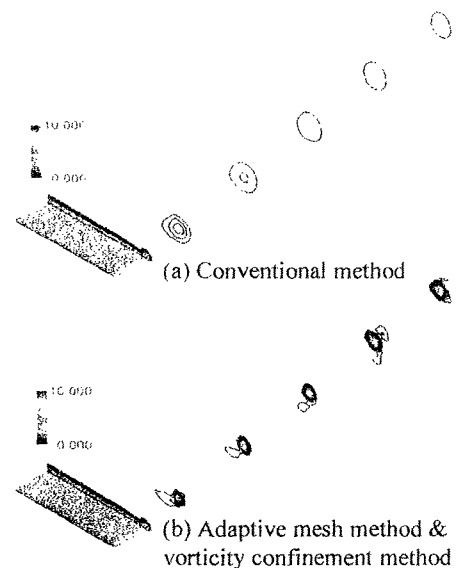 10.000
0.000
(a) Conventional method
10.000
0.000
(b) Adaptive mesh method &
vorticity confinement method